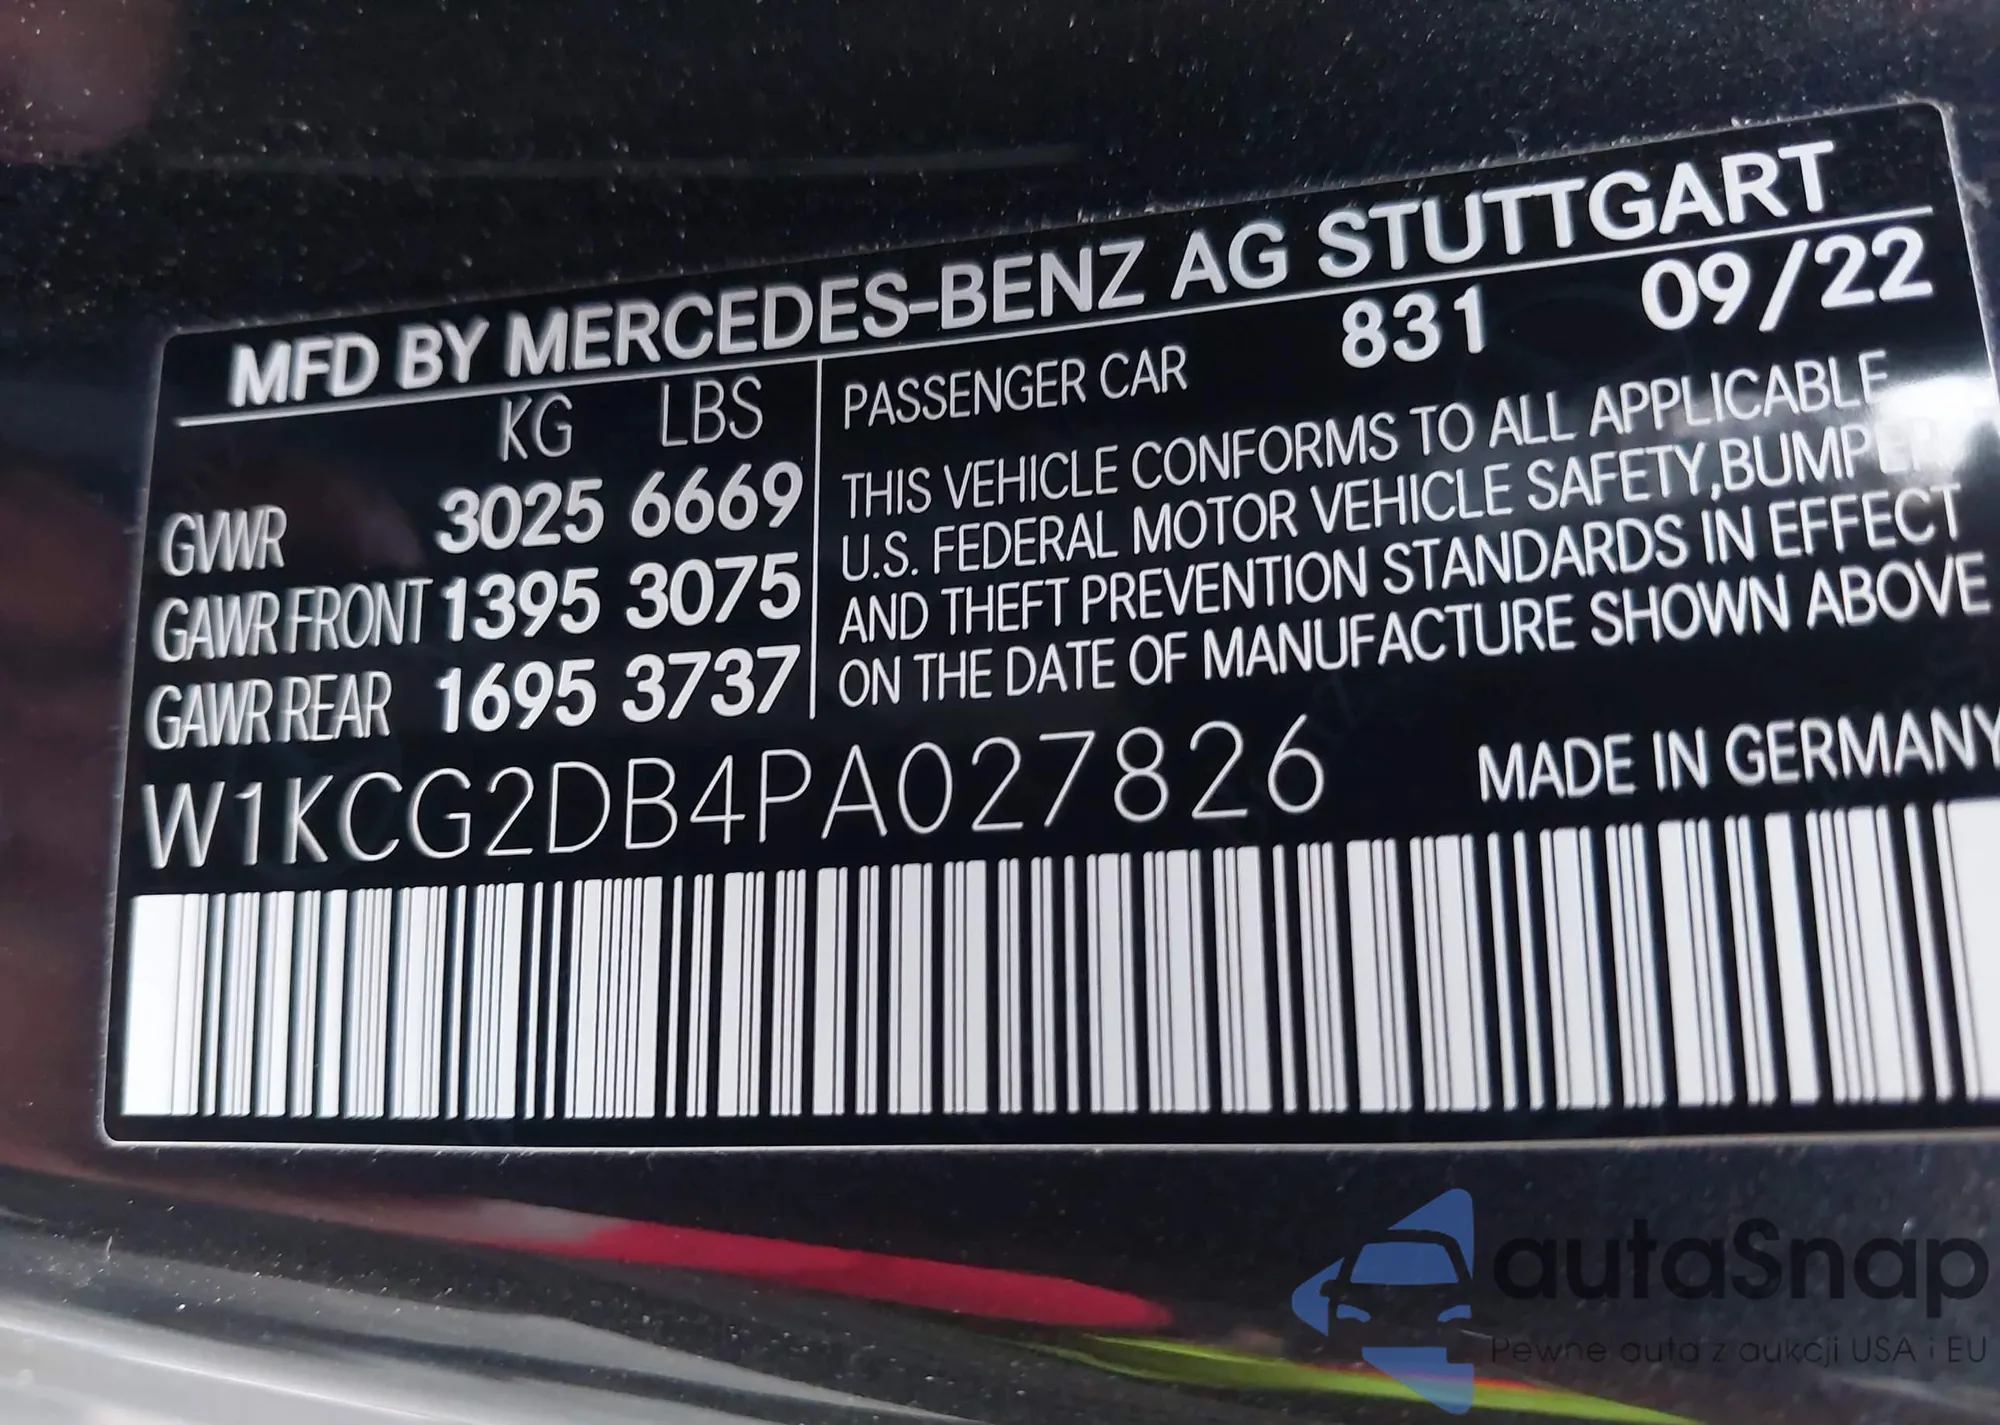 MFD BY MERCEDES-BENZ AG STUTTGART
KG LBS
GVWR 3025 6669
GAWR FRONT 1395 3075
GAWR REAR 1695 3737
PASSENGER CAR 831 09/22
THIS VEHICLE CONFORMS TO ALL APPLICABLE
U.S. FEDERAL MOTOR VEHICLE SAFETY,BUMPER
AND THEFT PREVENTION STANDARDS IN EFFECT
ON THE DATE OF MANUFACTURE SHOWN ABOVE
W1KCG2DB4PA027826
MADE IN GERMANY
autaSnap
Pewne auta z aukcji USA i EU